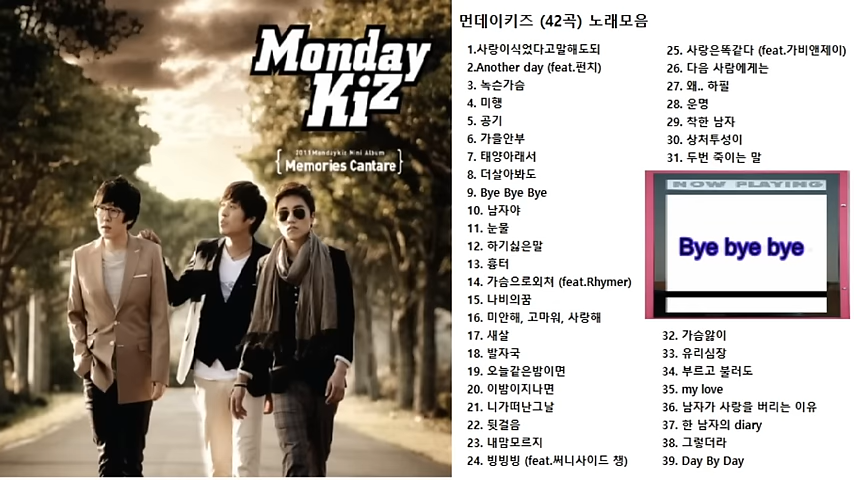 Monday
Kiz
2011 Mondaykiz Mini Album
{ Memories Cantare }
먼데이키즈 (42곡) 노래모음
1.사랑이식었다고말해도되
2.Another day (feat.펀치)
3. 녹슨가슴
4. 미행
5. 공기
6. 가을안부
7. 태양아래서
8. 더살아봐도
9. Bye Bye Bye
10. 남자야
11. 눈물
12. 하기싫은말
13. 흉터
14. 가슴으로외쳐 (feat.Rhymer)
15. 나비의꿈
16. 미안해, 고마워, 사랑해
17. 새살
18. 발자국
19. 오늘같은밤이면
20. 이밤이지나면
21. 니가떠난그날
22. 뒷걸음
23. 내맘모르지
24. 빙빙빙 (feat.써니사이드 챙)
25. 사랑은똑같다 (feat.가비앤제이)
26. 다음 사람에게는
27. 왜.. 하필
28. 운명
29. 착한 남자
30. 상처투성이
31. 두번 죽이는 말
NOW PLAYING
Bye bye bye
32. 가슴앓이
33. 유리심장
34. 부르고 불러도
35. my love
36. 남자가 사랑을 버리는 이유
37. 한 남자의 diary
38. 그렇더라
39. Day By Day